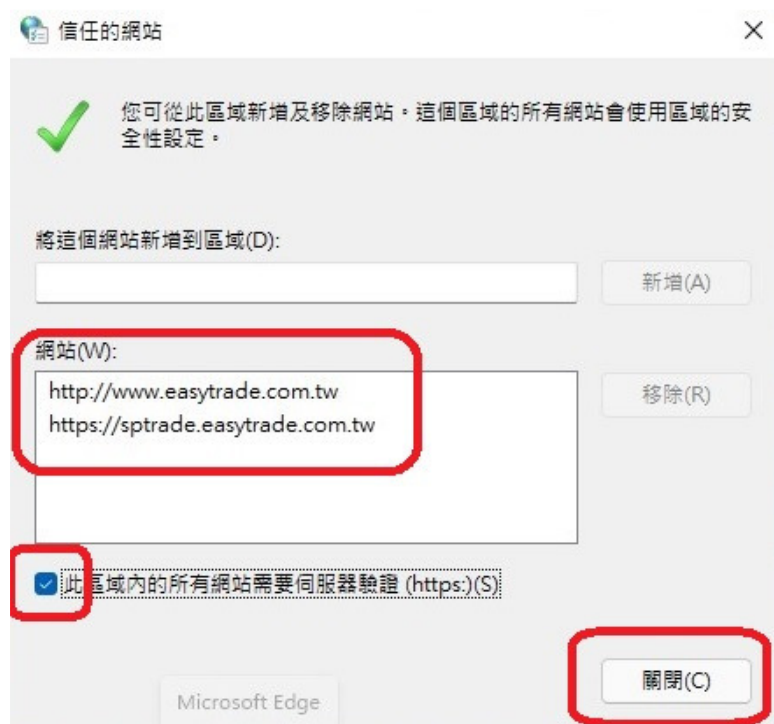 信任的網站
您可從此區域新增及移除網站。這個區域的所有網站會使用區域的安
全性設定。
將這個網站新增到區域(D):
新增(A)
網站(W):
http://www.easytrade.com.tw
https://sptrade.easytrade.com.tw
移除(R)
此區域內的所有網站需要伺服器驗證 (https:)(S)
關閉(C)
Microsoft Edge